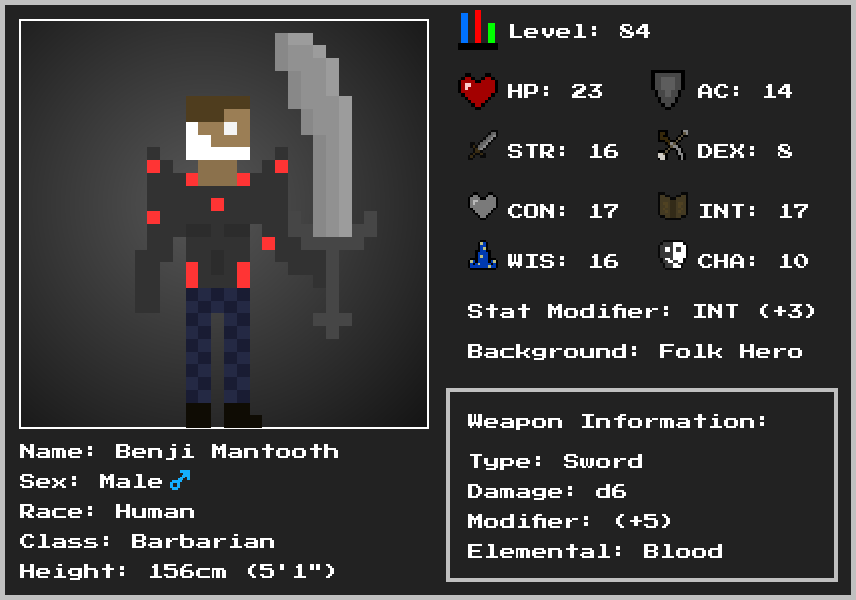 Level: 84
HP: 23 AC: 14
STR: 16 DEX: 8
CON: 17 INT: 17
WIS: 16 CHA: 10
Stat Modifier: INT (+3)
Background: Folk Hero
Weapon Information:
Type: Sword
Damage: d6
Modifier: (+5)
Elemental: Blood
Name: Benji Mantooth
Sex: Male ♂
Race: Human
Class: Barbarian
Height: 156cm (5'1")